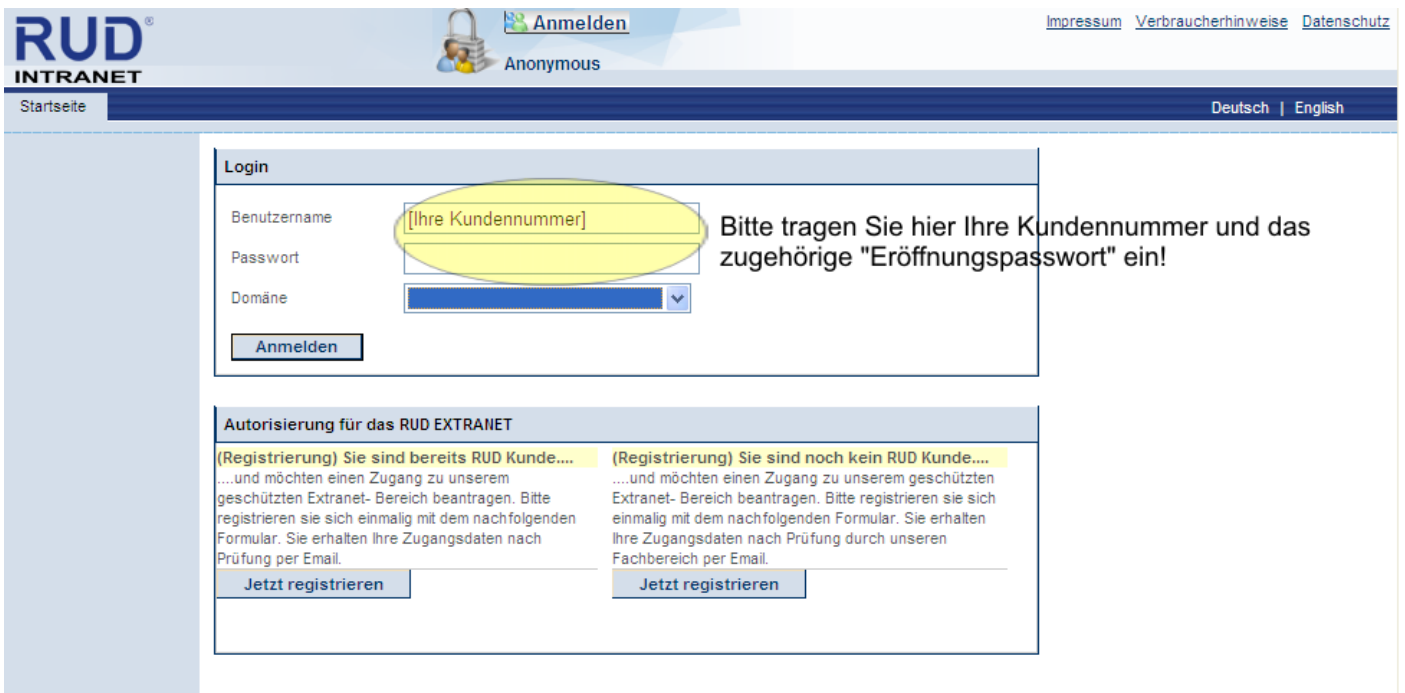 RUD®
INTRANET
Anmelden
Anonymous
Impressum Verbraucherhinweise Datenschutz
Startseite
Deutsch | English
Login
Benutzername
[Ihre Kundennummer]
Passwort
Domäne
Bitte tragen Sie hier Ihre Kundennummer und das
zugehörige "Eröffnungspasswort" ein!
Anmelden
Autorisierung für das RUD EXTRANET
(Registrierung) Sie sind bereits RUD Kunde....
....und möchten einen Zugang zu unserem
geschützten Extranet- Bereich beantragen. Bitte
registrieren sie sich einmalig mit dem nachfolgenden
Formular. Sie erhalten Ihre Zugangsdaten nach
Prüfung per Email.
Jetzt registrieren
(Registrierung) Sie sind noch kein RUD Kunde....
....und möchten einen Zugang zu unserem geschützten
Extranet- Bereich beantragen. Bitte registrieren sie sich
einmalig mit dem nachfolgenden Formular. Sie erhalten
Ihre Zugangsdaten nach Prüfung durch unseren
Fachbereich per Email.
Jetzt registrieren